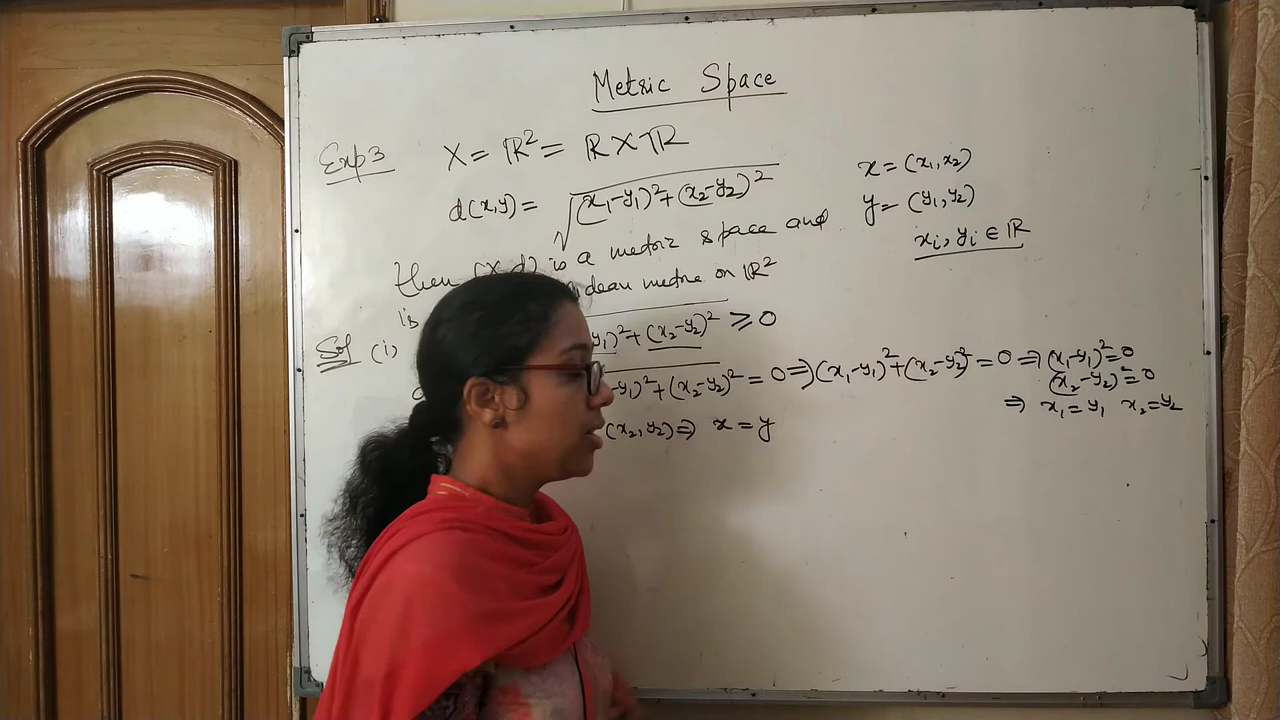 Metric Space
Exp 3 X = ℝ² = ℝ × ℝ
x = (x₁, x₂)
d(x,y) = √(x₁-y₁)²+(x₂-y₂)²
y = (y₁, y₂)
then (X,d) is a metric space and
xᵢ, yᵢ ∈ ℝ
is dean metric on ℝ²
Sol (i) y₁)²+(x₂-y₂)² ≥ 0
-y₁)²+(x₂-y₂)² = 0 ⇒ (x₁-y₁)²+(x₂-y₂)² = 0 ⇒ (x₁-y₁)²=0
(x₂-y₂)²=0
⇒ x₁=y₁ x₂=y₂
(x₂,y₂) ⇒ x = y